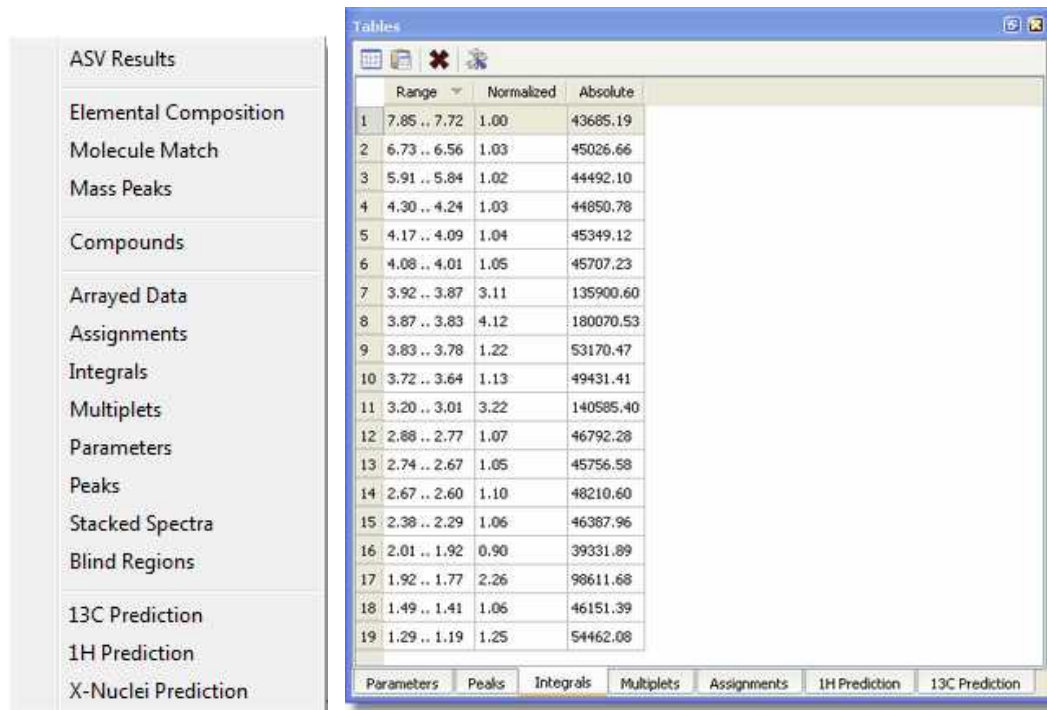 ASV Results
Elemental Composition
Molecule Match
Mass Peaks
Compounds
Arrayed Data
Assignments
Integrals
Multiplets
Parameters
Peaks
Stacked Spectra
Blind Regions
13C Prediction
1H Prediction
X-Nuclei Prediction
Tables
Range Normalized Absolute
1 7.85 .. 7.72 1.00 43685.19
2 6.73 .. 6.56 1.03 45026.66
3 5.91 .. 5.84 1.02 44492.10
4 4.30 .. 4.24 1.03 44850.78
5 4.17 .. 4.09 1.04 45349.12
6 4.08 .. 4.01 1.05 45707.23
7 3.92 .. 3.87 3.11 135900.60
8 3.87 .. 3.83 4.12 180070.53
9 3.83 .. 3.78 1.22 53170.47
10 3.72 .. 3.64 1.13 49431.41
11 3.20 .. 3.01 3.22 140585.40
12 2.88 .. 2.77 1.07 46792.28
13 2.74 .. 2.67 1.05 45756.58
14 2.67 .. 2.60 1.10 48210.60
15 2.38 .. 2.29 1.06 46387.96
16 2.01 .. 1.92 0.90 39331.89
17 1.92 .. 1.77 2.26 98611.68
18 1.49 .. 1.41 1.06 46151.39
19 1.29 .. 1.19 1.25 54462.08
Parameters Peaks Integrals Multiplets Assignments 1H Prediction 13C Prediction